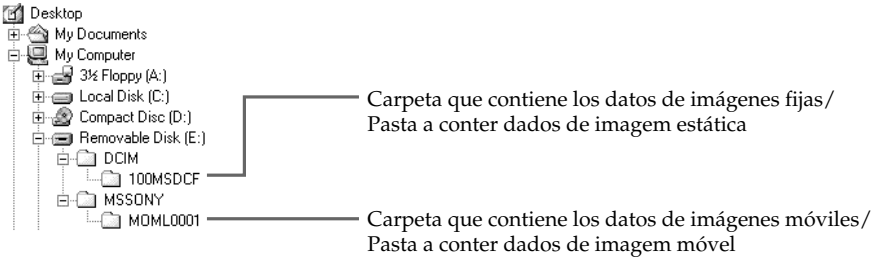 Desktop
My Documents
My Computer
3½ Floppy (A:)
Local Disk (C:)
Compact Disc (D:)
Removable Disk (E:)
DCIM
100MSDCF
MSSONY
MOML0001
Carpeta que contiene los datos de imágenes fijas/
Pasta a conter dados de imagem estática
Carpeta que contiene los datos de imágenes móviles/
Pasta a conter dados de imagem móvel